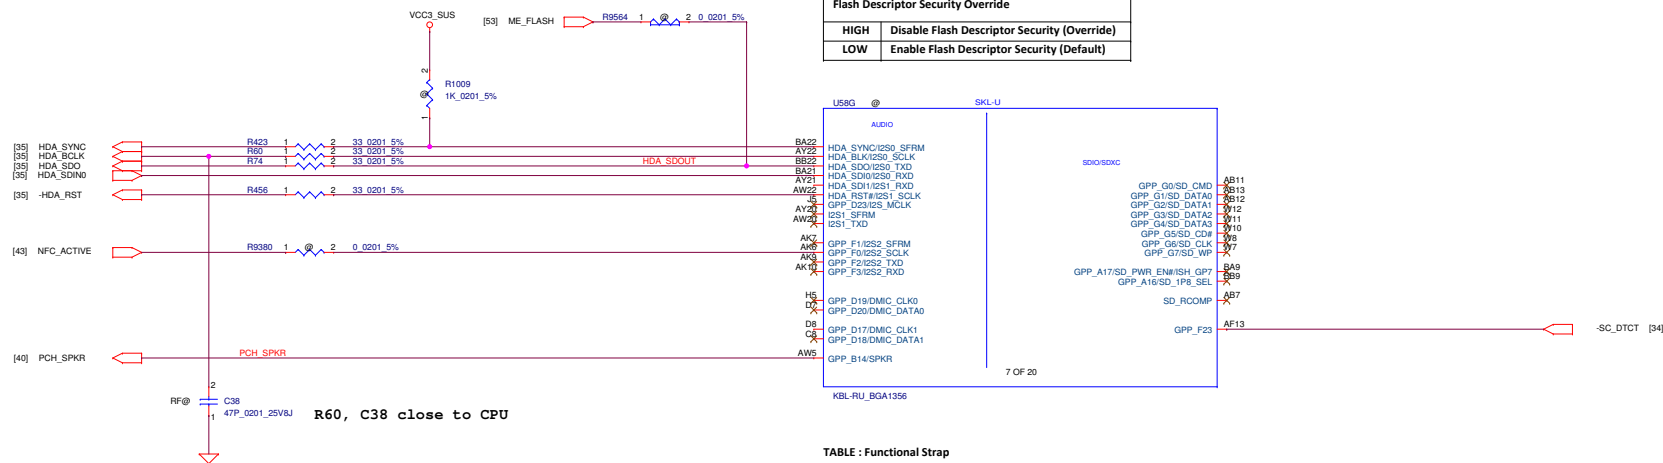 Flash Descriptor Security Override
HIGH Disable Flash Descriptor Security (Override)
LOW Enable Flash Descriptor Security (Default)
VCC3_SUS
[53] ME_FLASH
R9564 1 @ 2 0_0201_5%
2
R1009
@
1K_0201_5%
1
U58G @ SKL-U
AUDIO
SDIO/SDXC
[35] HDA_SYNC R423 1 2 33_0201_5% BA22 HDA_SYNC/I2S0_SFRM
[35] HDA_BCLK R60 1 2 33_0201_5% AY22 HDA_BLK/I2S0_SCLK
[35] HDA_SDO R74 1 2 33_0201_5% HDA_SDOUT BB22 HDA_SDO/I2S0_TXD
[35] HDA_SDIN0 BA21 HDA_SDI0/I2S0_RXD
AY21 HDA_SDI1/I2S1_RXD
[35] -HDA_RST R456 1 2 33_0201_5% AW22 HDA_RST#/I2S1_SCLK
J5 GPP_D23/I2S_MCLK
AY20 I2S1_SFRM
AW20 I2S1_TXD
AK7 GPP_F1/I2S2_SFRM
[43] NFC_ACTIVE R9380 1 @ 2 0_0201_5% AK6 GPP_F0/I2S2_SCLK
AK9 GPP_F2/I2S2_TXD
AK10 GPP_F3/I2S2_RXD
H5 GPP_D19/DMIC_CLK0
D7 GPP_D20/DMIC_DATA0
D8 GPP_D17/DMIC_CLK1
C8 GPP_D18/DMIC_DATA1
[40] PCH_SPKR PCH_SPKR AW5 GPP_B14/SPKR
GPP_G0/SD_CMD AB11
GPP_G1/SD_DATA0 AB13
GPP_G2/SD_DATA1 AB12
GPP_G3/SD_DATA2 W12
GPP_G4/SD_DATA3 W11
GPP_G5/SD_CD# W10
GPP_G6/SD_CLK W8
GPP_G7/SD_WP W7
GPP_A17/SD_PWR_EN#/ISH_GP7 BA9
GPP_A16/SD_1P8_SEL BB9
SD_RCOMP AB7
GPP_F23 AF13 -SC_DTCT [34]
7 OF 20
KBL-RU_BGA1356
2
RF@ C38
47P_0201_25V8J
1
R60, C38 close to CPU
TABLE : Functional Strap